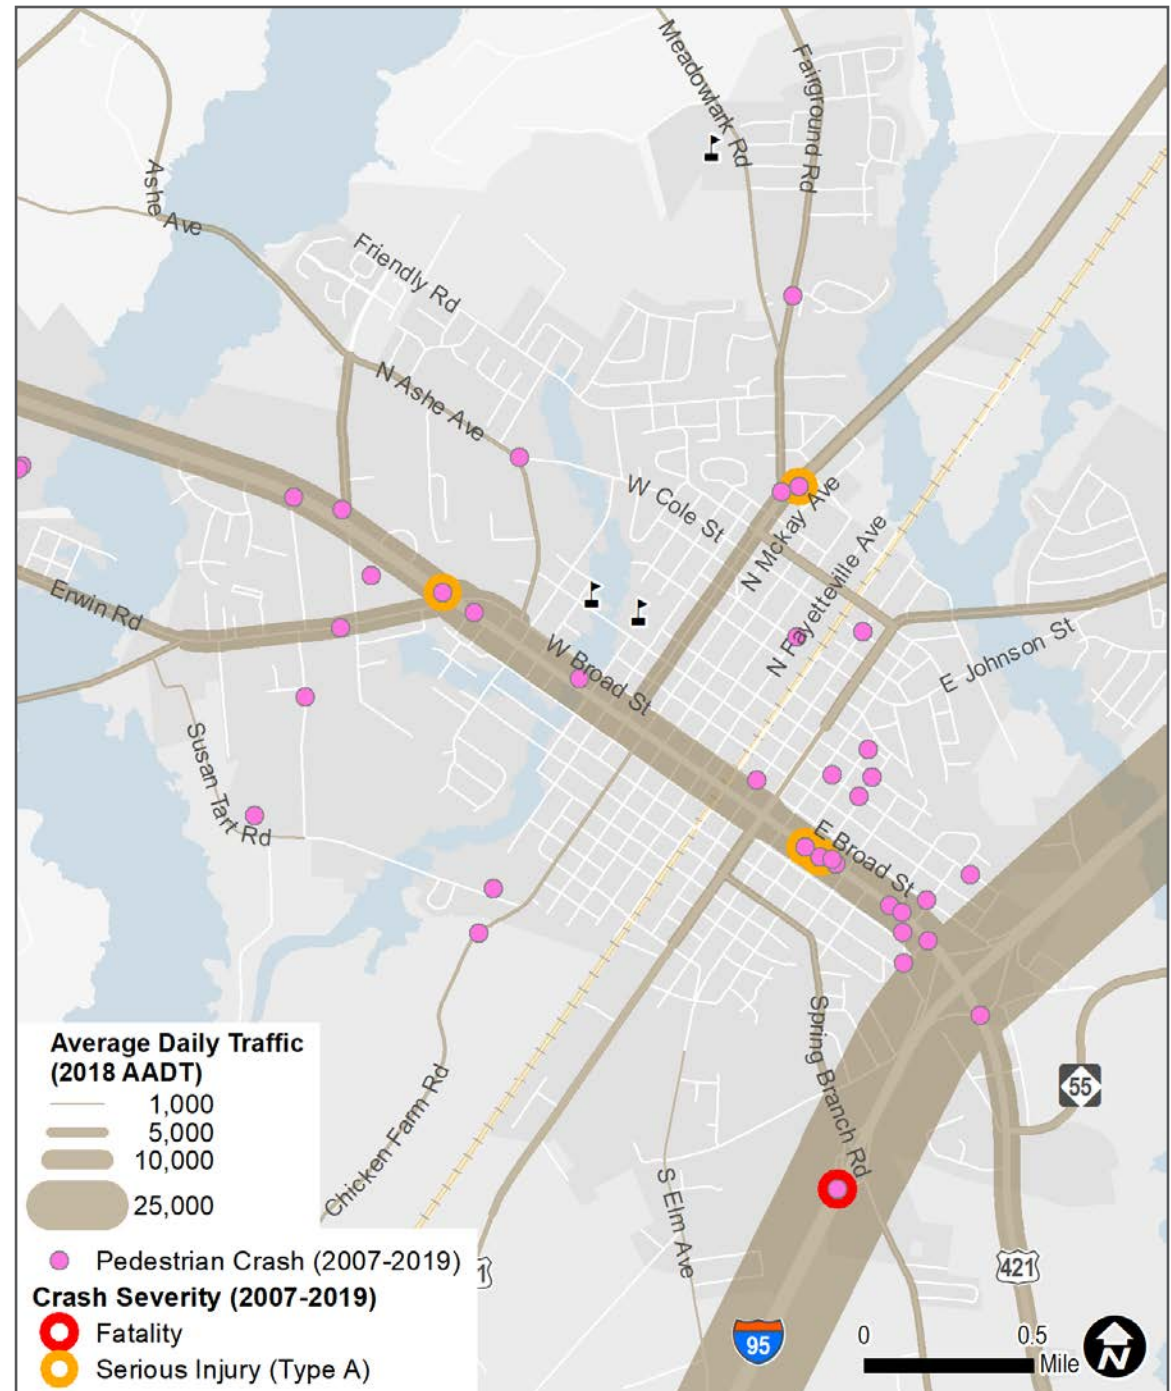 Meadowlark Rd
Fairground Rd
Ashe Ave
Friendly Rd
N Ashe Ave
W Cole St
N Mckay Ave
N Fayetteville Ave
Erwin Rd
E Johnson St
W Broad St
Susan Tart Rd
E Broad St
Spring Branch Rd
Chicken Farm Rd
S Elm Ave
55
421
1
95
Average Daily Traffic
(2018 AADT)
1,000
5,000
10,000
25,000
Pedestrian Crash (2007-2019)
Crash Severity (2007-2019)
Fatality
Serious Injury (Type A)
0 0.5
Mile
N